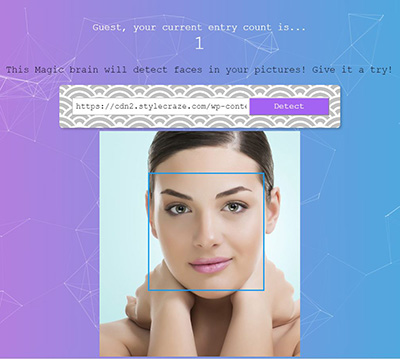 Guest, your current entry count is...
1
This Magic brain will detect faces in your pictures! Give it a try!
https://cdn2.stylecraze.com/wp-conte Detect